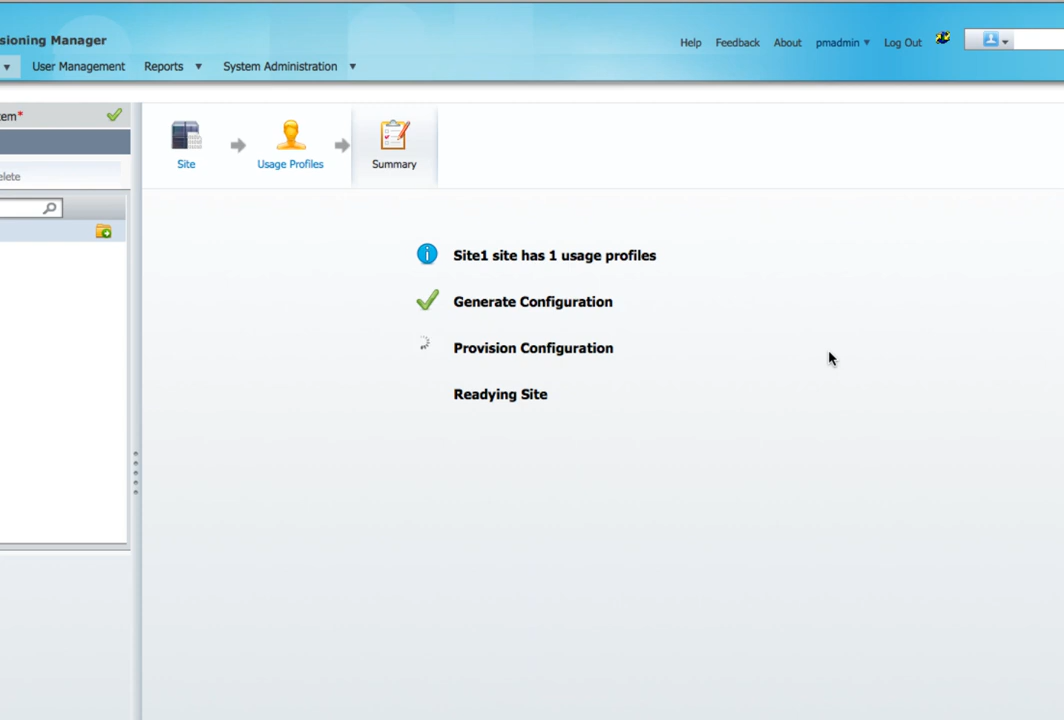 sioning Manager
Help Feedback About pmadmin Log Out
User Management Reports System Administration
tem*
elete
Site Usage Profiles Summary
Site1 site has 1 usage profiles
Generate Configuration
Provision Configuration
Readying Site